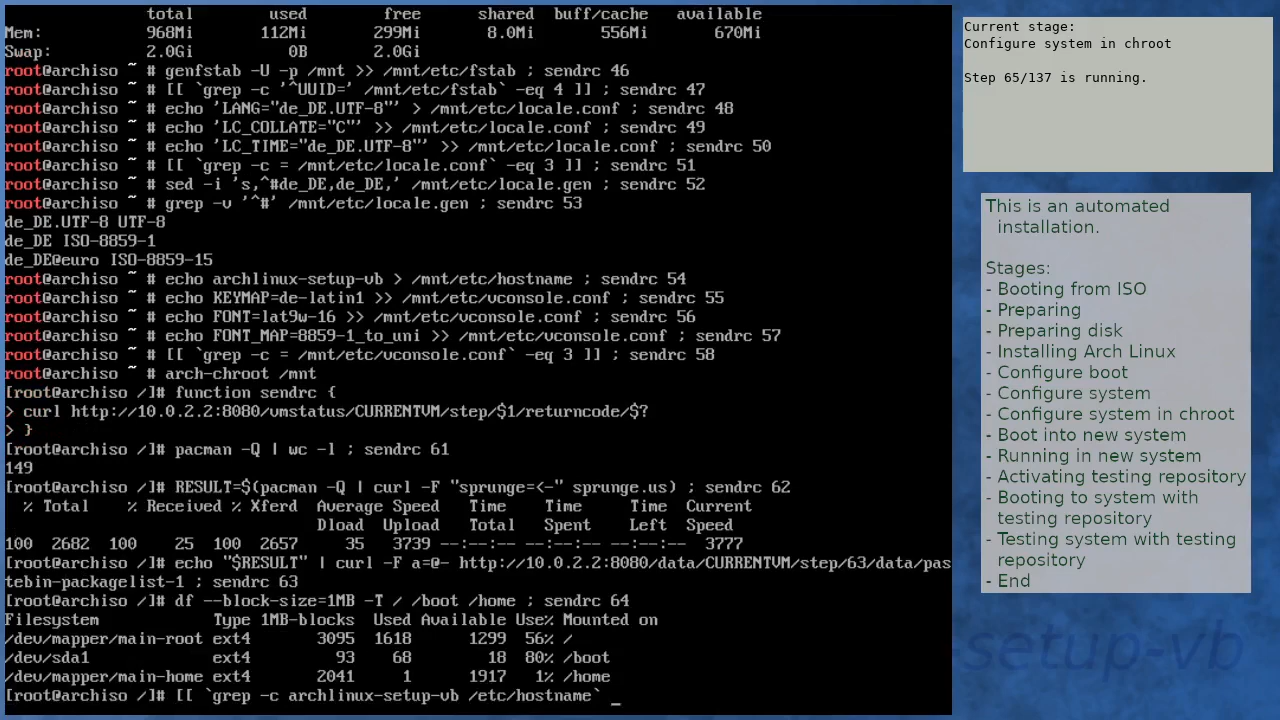 total used free shared buff/cache available
Mem: 968Mi 112Mi 299Mi 8.0Mi 556Mi 670Mi
Swap: 2.0Gi 0B 2.0Gi
root@archiso ~ # genfstab -U -p /mnt >> /mnt/etc/fstab ; sendrc 46
root@archiso ~ # [[ `grep -c '^UUID=' /mnt/etc/fstab` -eq 4 ]] ; sendrc 47
root@archiso ~ # echo 'LANG="de_DE.UTF-8"' > /mnt/etc/locale.conf ; sendrc 48
root@archiso ~ # echo 'LC_COLLATE="C"' >> /mnt/etc/locale.conf ; sendrc 49
root@archiso ~ # echo 'LC_TIME="de_DE.UTF-8"' >> /mnt/etc/locale.conf ; sendrc 50
root@archiso ~ # [[ `grep -c = /mnt/etc/locale.conf` -eq 3 ]] ; sendrc 51
root@archiso ~ # sed -i 's,^#de_DE,de_DE,' /mnt/etc/locale.gen ; sendrc 52
root@archiso ~ # grep -v '^#' /mnt/etc/locale.gen ; sendrc 53
de_DE.UTF-8 UTF-8
de_DE ISO-8859-1
de_DE@euro ISO-8859-15
root@archiso ~ # echo archlinux-setup-vb > /mnt/etc/hostname ; sendrc 54
root@archiso ~ # echo KEYMAP=de-latin1 >> /mnt/etc/vconsole.conf ; sendrc 55
root@archiso ~ # echo FONT=lat9w-16 >> /mnt/etc/vconsole.conf ; sendrc 56
root@archiso ~ # echo FONT_MAP=8859-1_to_uni >> /mnt/etc/vconsole.conf ; sendrc 57
root@archiso ~ # [[ `grep -c = /mnt/etc/vconsole.conf` -eq 3 ]] ; sendrc 58
root@archiso ~ # arch-chroot /mnt
[root@archiso /]# function sendrc {
> curl http://10.0.2.2:8080/vmstatus/CURRENTVM/step/$1/returncode/$?
> }
[root@archiso /]# pacman -Q | wc -l ; sendrc 61
149
[root@archiso /]# RESULT=$(pacman -Q | curl -F "sprunge=<-" sprunge.us) ; sendrc 62
% Total % Received % Xferd Average Speed Time Time Time Current
Dload Upload Total Spent Left Speed
100 2682 100 25 100 2657 35 3739 --:--:-- --:--:-- --:--:-- 3777
[root@archiso /]# echo "$RESULT" | curl -F a=@- http://10.0.2.2:8080/data/CURRENTVM/step/63/data/pas
tebin-packagelist-1 ; sendrc 63
[root@archiso /]# df --block-size=1MB -T / /boot /home ; sendrc 64
Filesystem Type 1MB-blocks Used Available Use% Mounted on
/dev/mapper/main-root ext4 3095 1618 1299 56% /
/dev/sda1 ext4 93 68 18 80% /boot
/dev/mapper/main-home ext4 2041 1 1917 1% /home
[root@archiso /]# [[ `grep -c archlinux-setup-vb /etc/hostname` _
Current stage:
Configure system in chroot
Step 65/137 is running.
This is an automated
installation.
Stages:
- Booting from ISO
- Preparing
- Preparing disk
- Installing Arch Linux
- Configure boot
- Configure system
- Configure system in chroot
- Boot into new system
- Running in new system
- Activating testing repository
- Booting to system with
testing repository
- Testing system with testing
repository
- End
-setup-vb